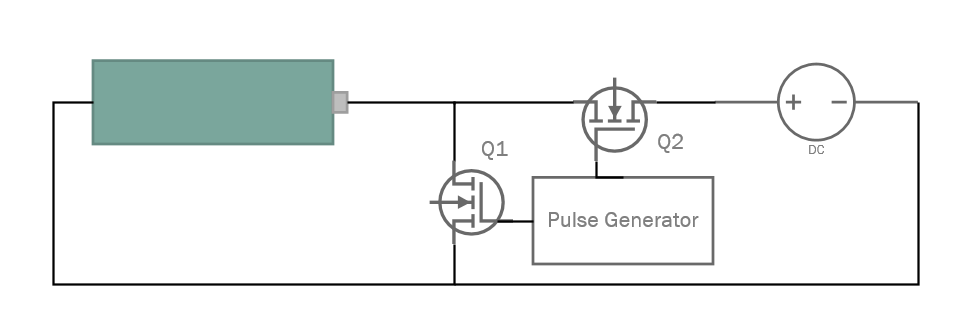 Q1
Q2
DC
Pulse Generator